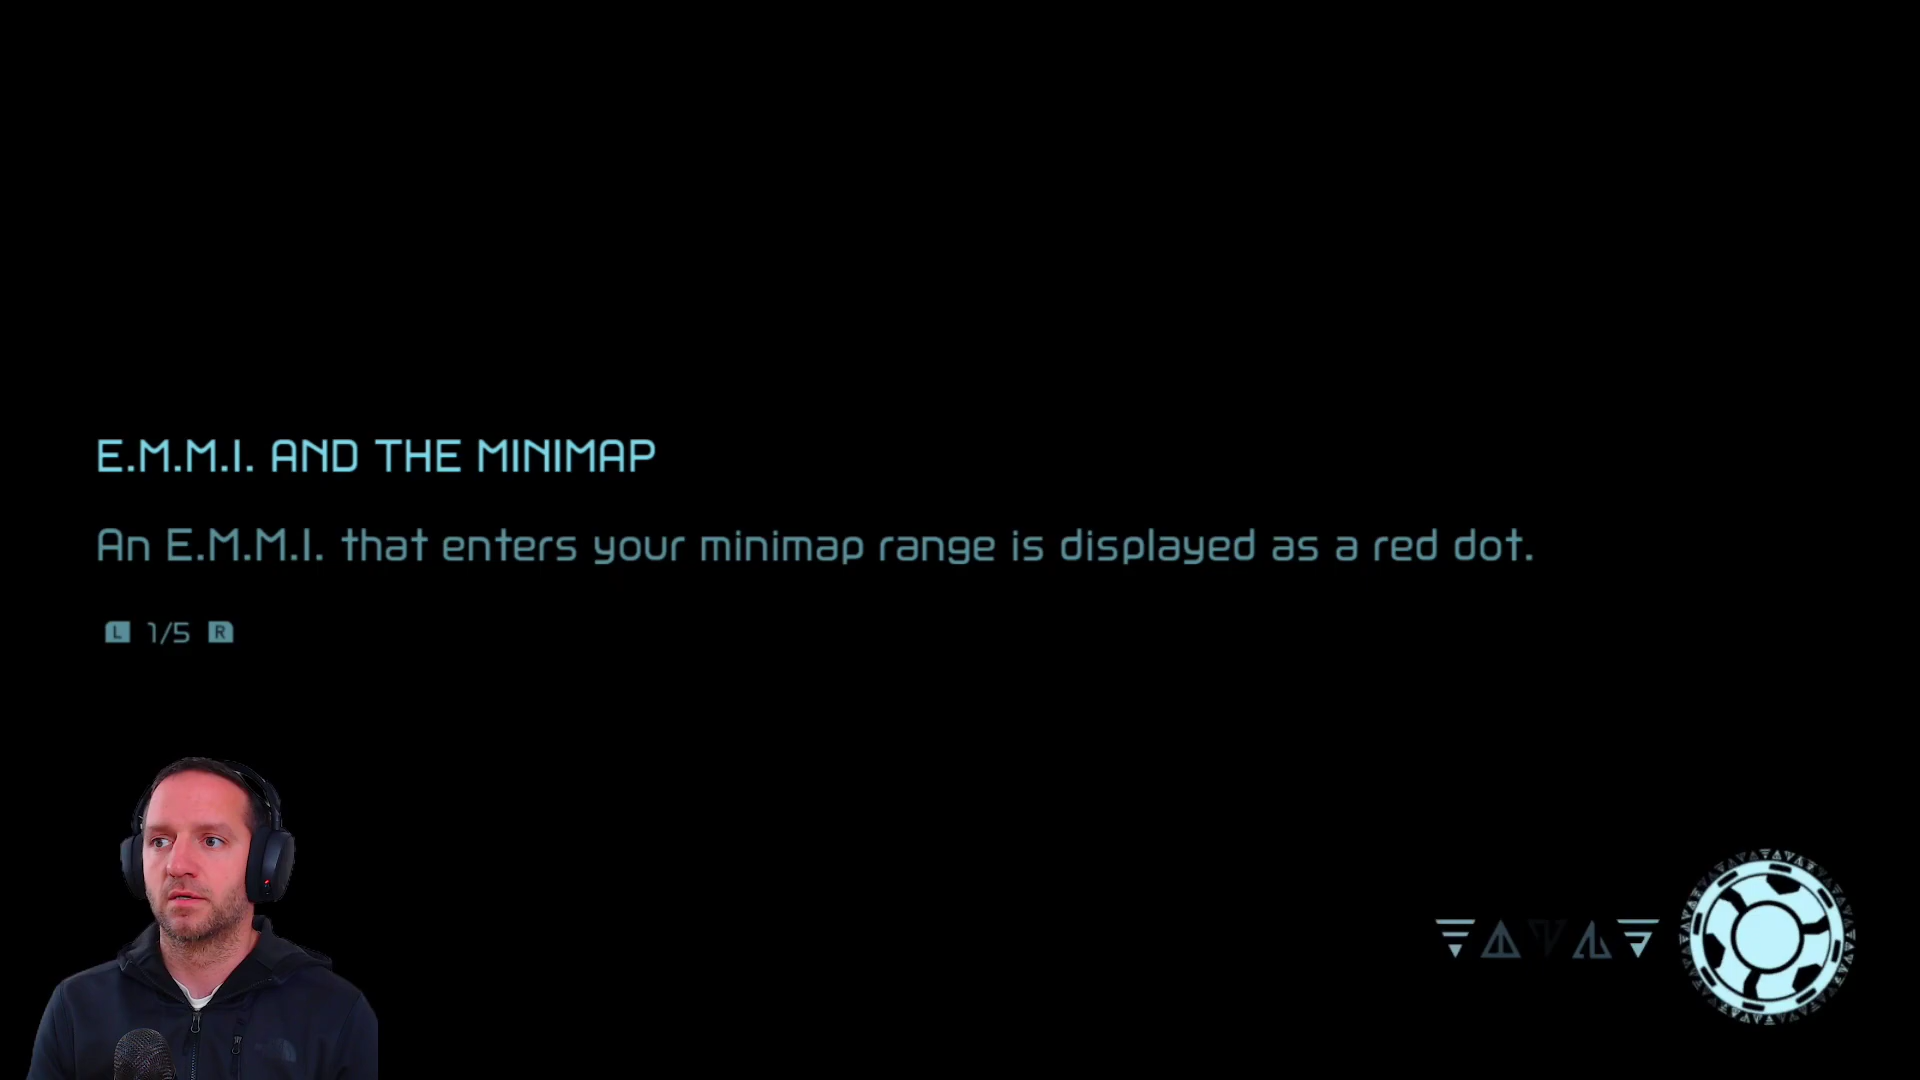 E.M.M.I. AND THE MINIMAP
An E.M.M.I. that enters your minimap range is displayed as a red dot.
L 1/5 R